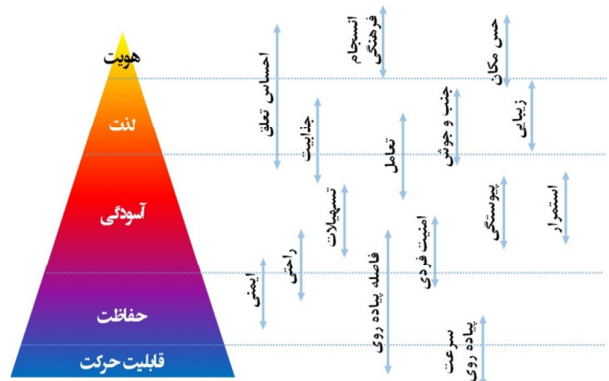 هویت
لذت
آسودگی
حفاظت
قابلیت حرکت
حس مکان
انسجام
فرهنگی
احساس تعلق
زیبایی
جنب و جوش
جذابیت
تعامل
استمرار
پیوستگی
تسهیلات
امنیت فردی
راحتی
فاصله پیاده روی
ایمنی
سرعت
پیاده روی